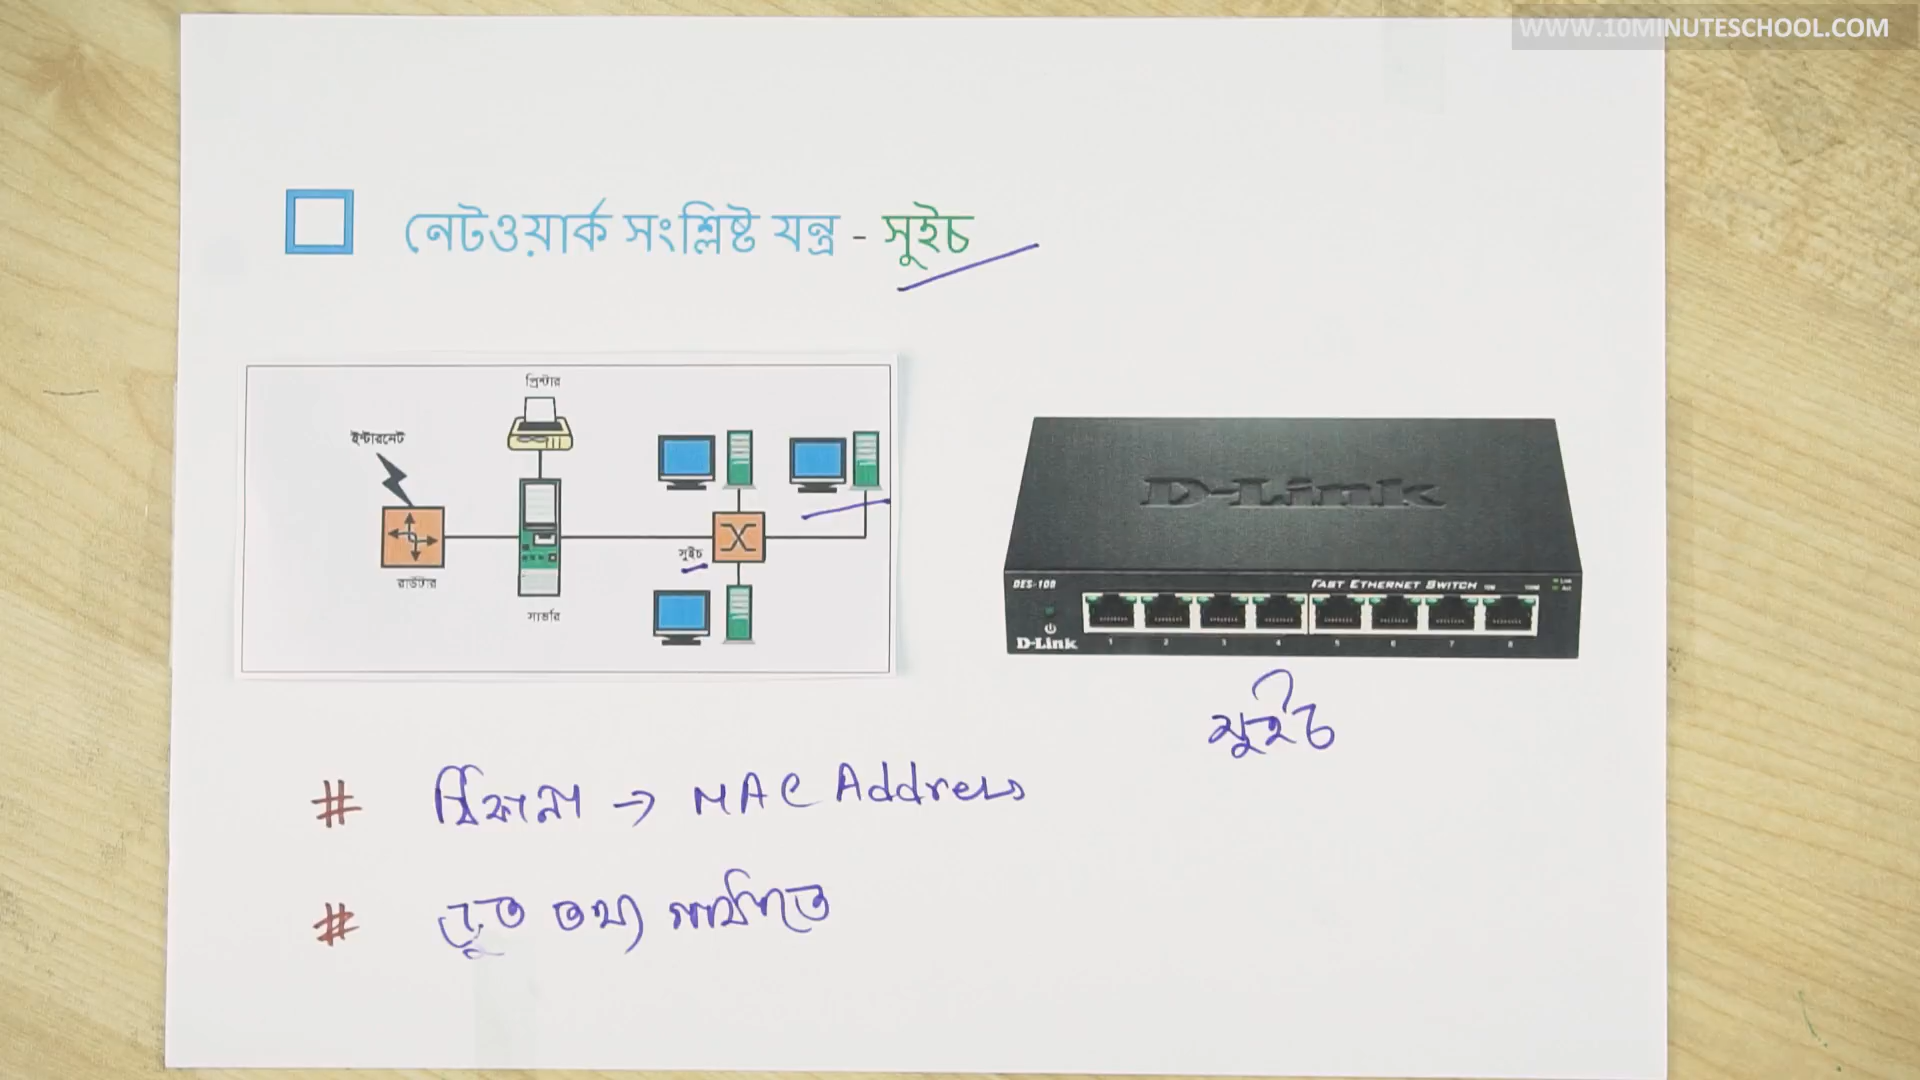 WWW.10MINUTESCHOOL.COM
নেটওয়ার্ক সংশ্লিষ্ট যন্ত্র - সুইচ
প্রিন্টার
ইন্টারনেট
সুইচ
রাউটার
সার্ভার
D-Link
DES-108
FAST ETHERNET SWITCH
D-Link
1 2 3 4 5 6 7 8
সুইচ
# ঠিকানা → MAC Address
# দ্রুত তথ্য পাঠাতে